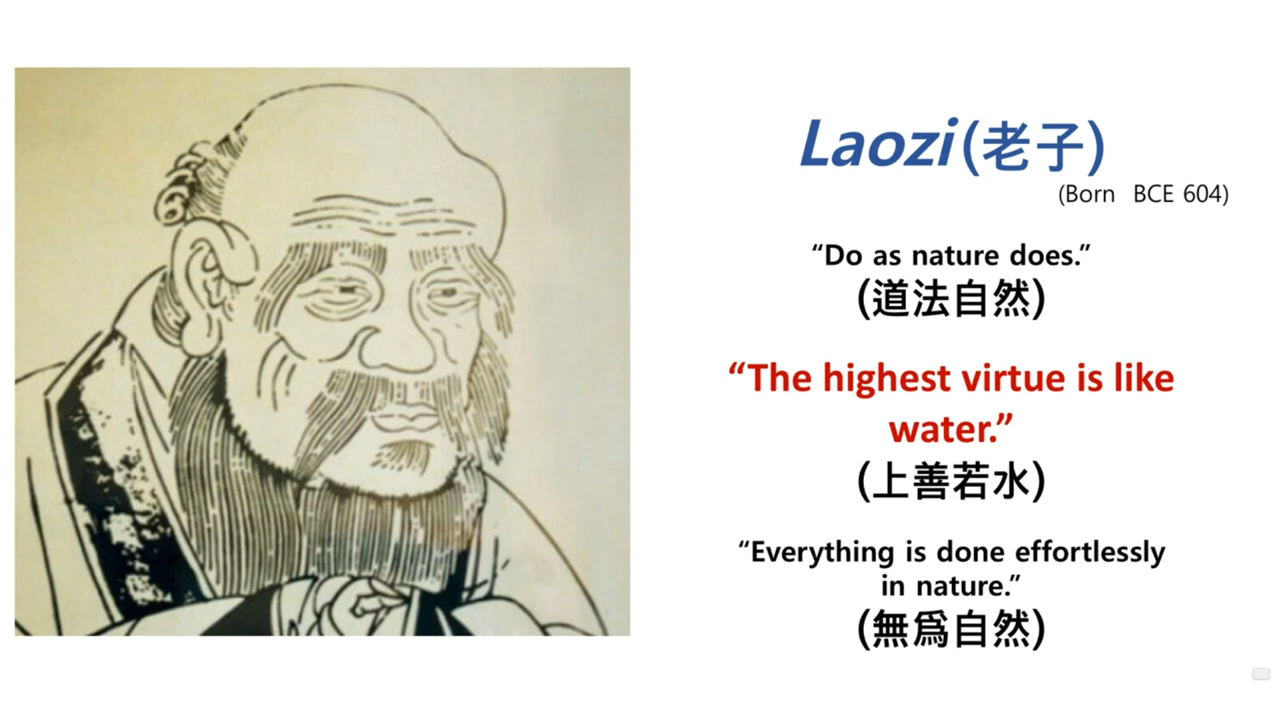 Laozi(老子)
(Born BCE 604)
“Do as nature does.”
(道法自然)
“The highest virtue is like
water.”
(上善若水)
“Everything is done effortlessly
in nature.”
(無爲自然)